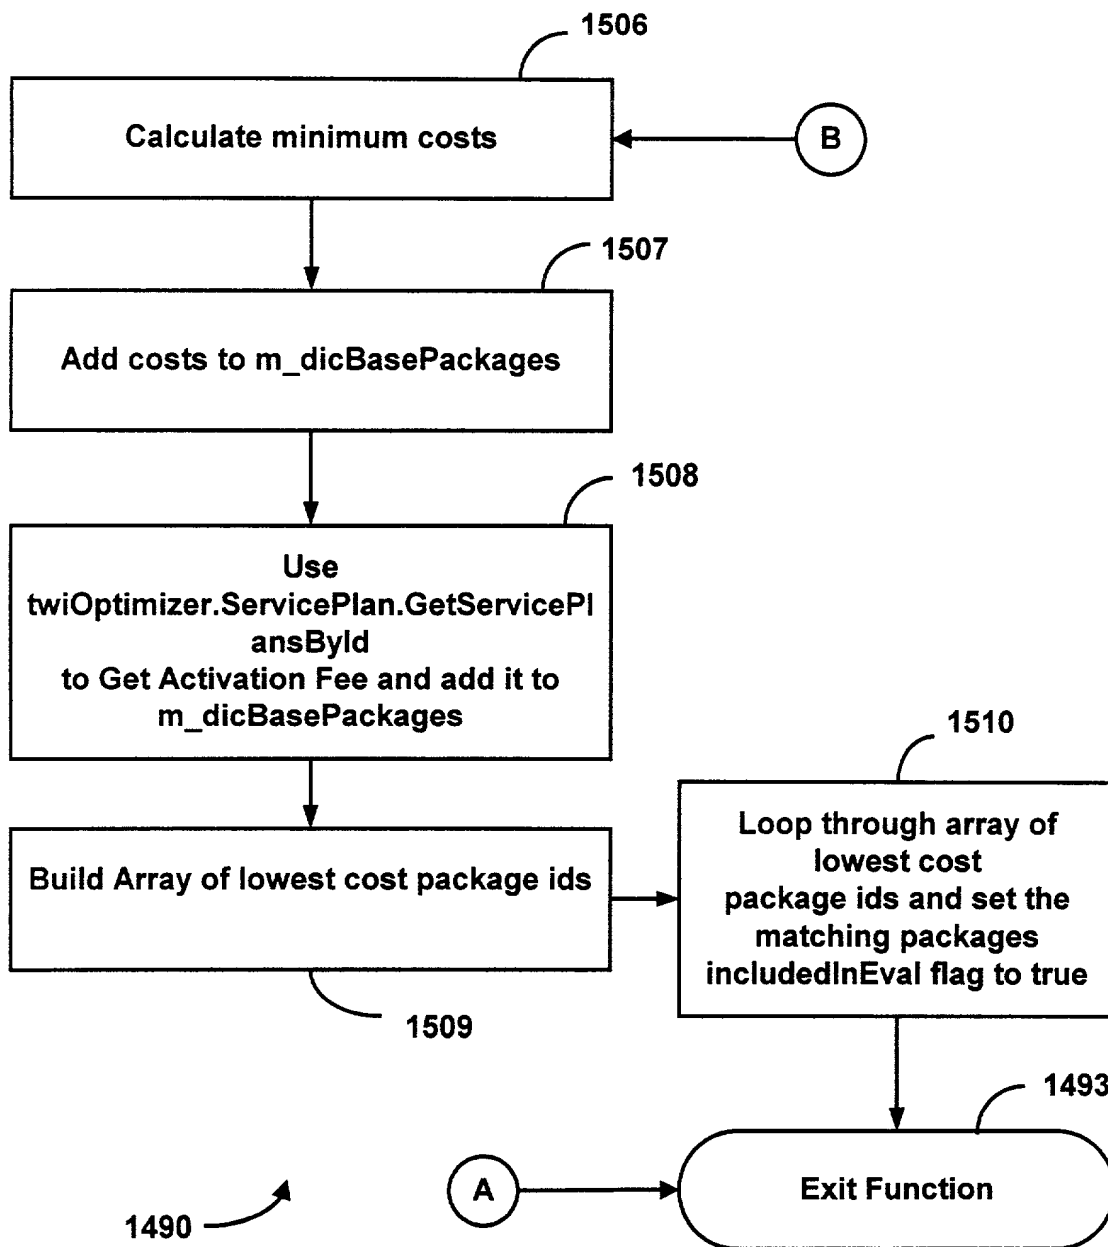 1506
Calculate minimum costs
B
1507
Add costs to m_dicBasePackages
1508
Use
twiOptimizer.ServicePlan.GetServicePl
ansById
to Get Activation Fee and add it to
m_dicBasePackages
1510
Build Array of lowest cost package ids
Loop through array of
lowest cost
package ids and set the
matching packages
includedInEval flag to true
1509
1493
A
Exit Function
1490